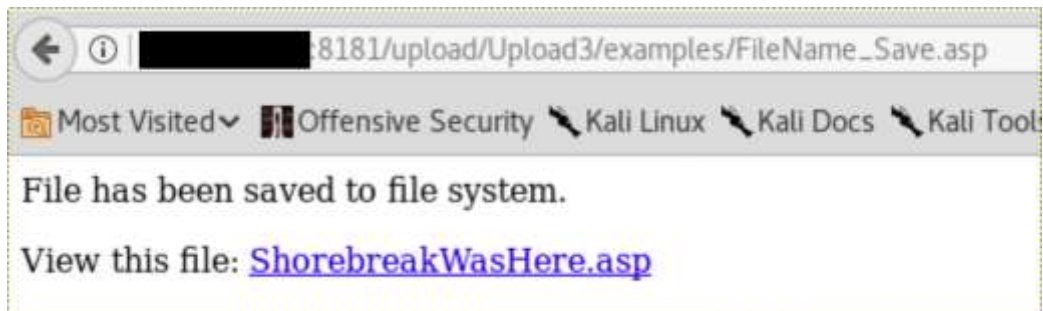 :8181/upload/Upload3/examples/FileName_Save.asp
Most Visited Offensive Security Kali Linux Kali Docs Kali Tool
File has been saved to file system.
View this file: ShorebreakWasHere.asp